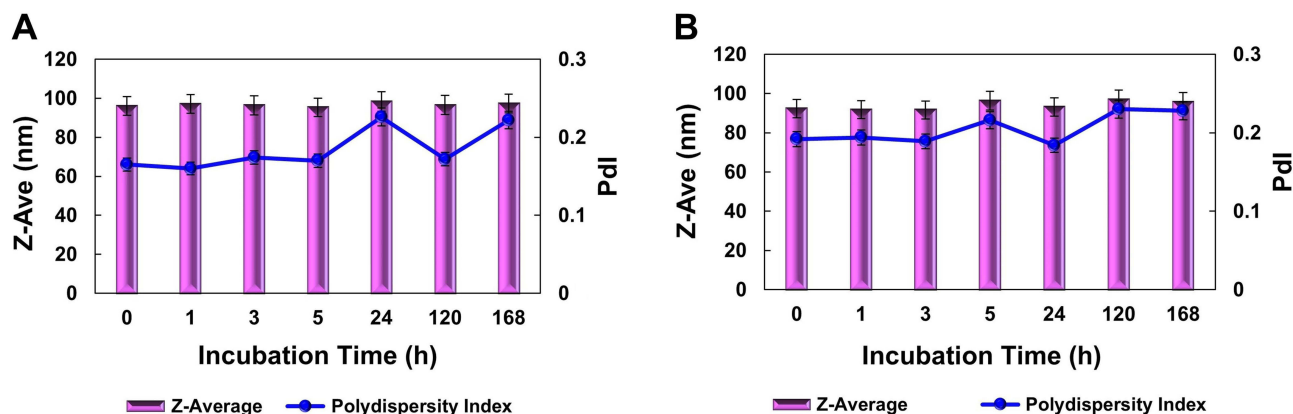 A
120
100
80
60
40
20
0
Z-Ave (nm)
0.3
0.2
0.1
0
PdI
0 1 3 5 24 120 168
Incubation Time (h)
Z-Average Polydispersity Index
B
120
100
80
60
40
20
0
Z-Ave (nm)
0.3
0.2
0.1
0
PdI
0 1 3 5 24 120 168
Incubation Time (h)
Z-Average Polydispersity Index